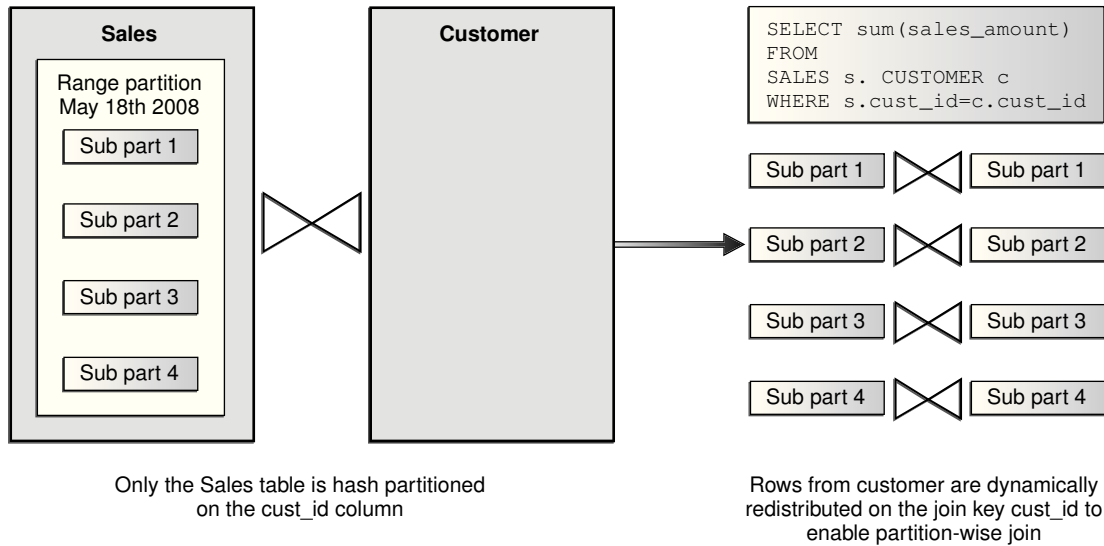 Sales
Range partition
May 18th 2008
Sub part 1
Sub part 2
Sub part 3
Sub part 4
Customer
Only the Sales table is hash partitioned
on the cust_id column
SELECT sum(sales_amount)
FROM
SALES s. CUSTOMER c
WHERE s.cust_id=c.cust_id
Sub part 1 Sub part 1
Sub part 2 Sub part 2
Sub part 3 Sub part 3
Sub part 4 Sub part 4
Rows from customer are dynamically
redistributed on the join key cust_id to
enable partition-wise join